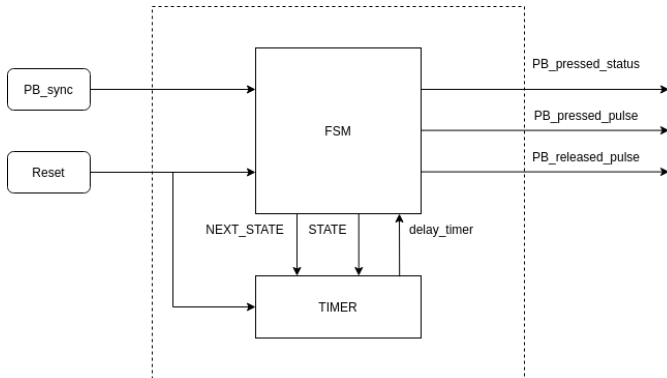 PB_pressed_status
PB_sync
PB_pressed_pulse
FSM
PB_released_pulse
Reset
NEXT_STATE
STATE
delay_timer
TIMER